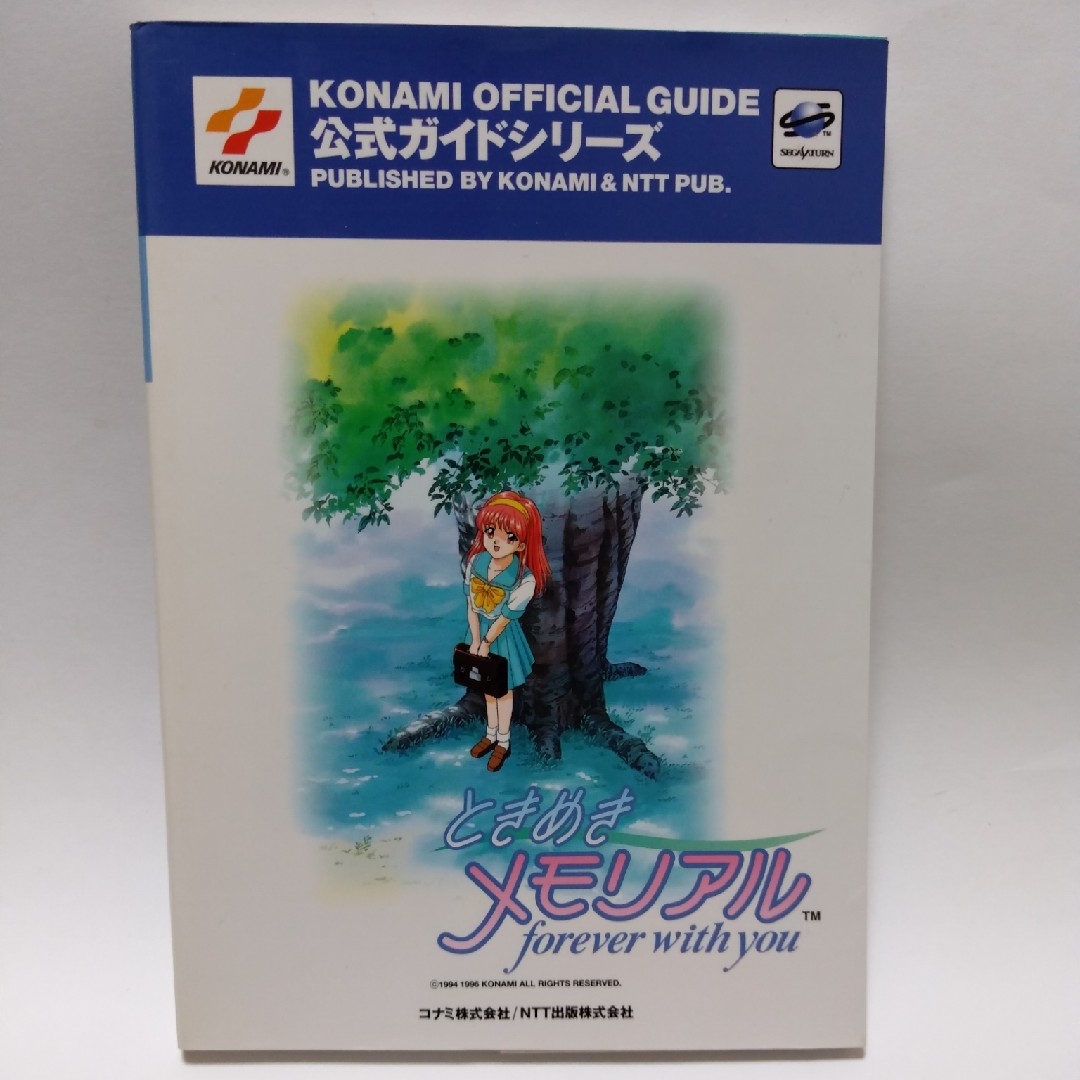 KONAMI®
KONAMI OFFICIAL GUIDE
公式ガイドシリーズ
PUBLISHED BY KONAMI & NTT PUB.
TM
SEGA SATURN
ときめき
メモリアル TM
forever with you
©1994 1996 KONAMI ALL RIGHTS RESERVED.
コナミ株式会社/NTT出版株式会社